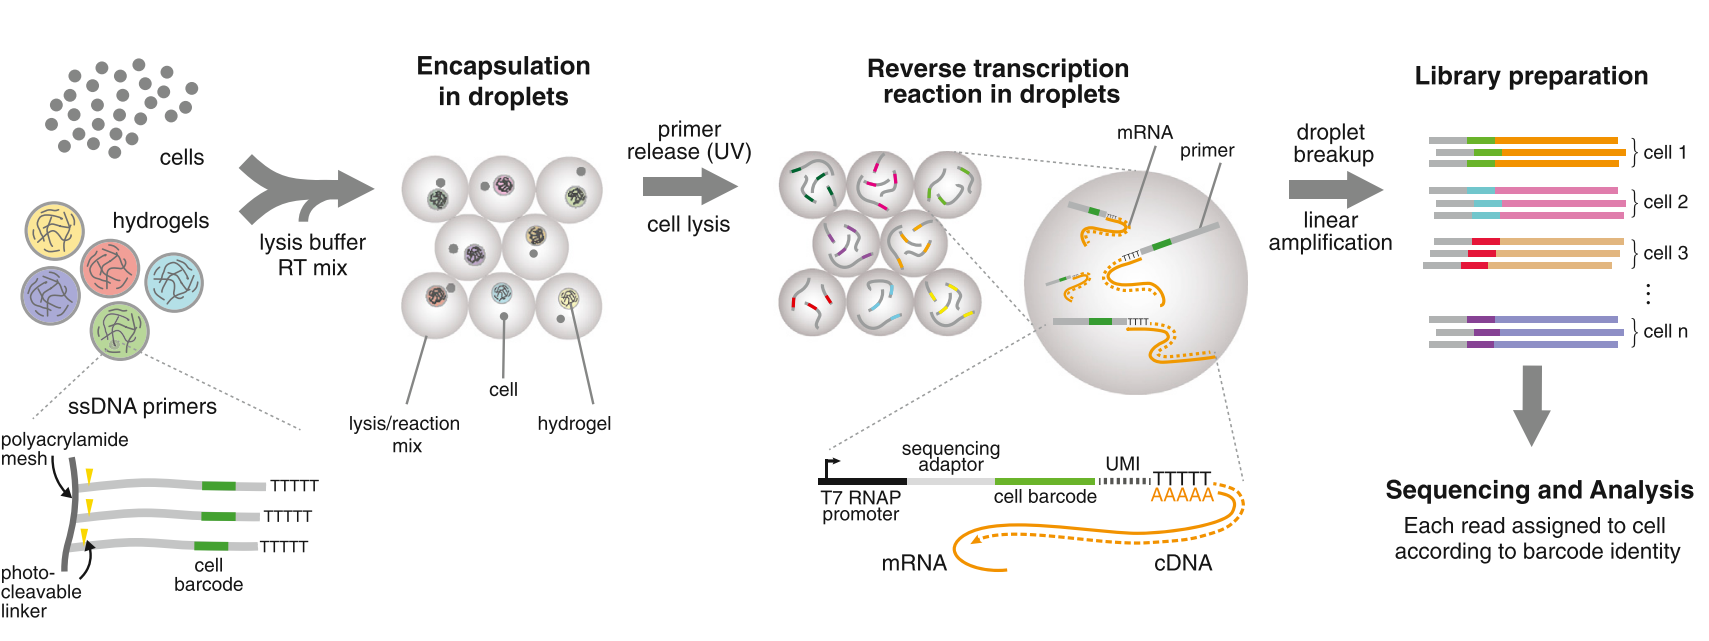 cells
hydrogels
lysis buffer
RT mix
ssDNA primers
polyacrylamide
mesh
TTTTT
TTTTT
TTTTT
cell
barcode
photo-
cleavable
linker
Encapsulation
in droplets
cell
lysis/reaction
mix
hydrogel
primer
release (UV)
cell lysis
Reverse transcription
reaction in droplets
mRNA
primer
TTTT
TTTT
TTTT
sequencing
adaptor
UMI
TTTTT
AAAAA
T7 RNAP
promoter
cell barcode
mRNA
cDNA
droplet
breakup
linear
amplification
Library preparation
cell 1
cell 2
cell 3
cell n
Sequencing and Analysis
Each read assigned to cell
according to barcode identity